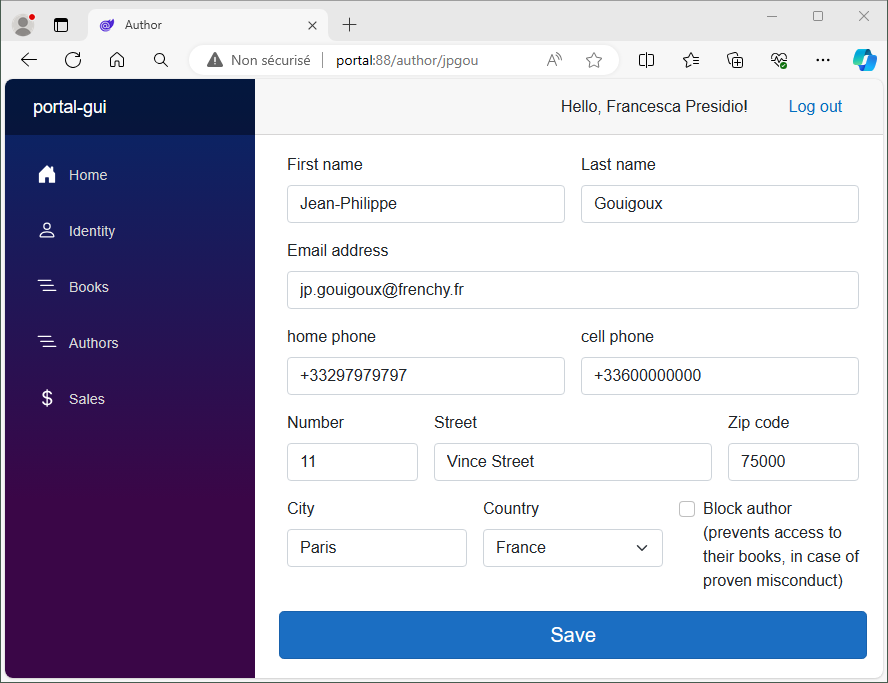 Author
Non sécurisé
portal:88/author/jpgou
portal-gui
Hello, Francesca Presidio!
Log out
Home
Identity
Books
Authors
$ Sales
First name
Last name
Jean-Philippe
Gouigoux
Email address
jp.gouigoux@frenchy.fr
home phone
cell phone
+33297979797
+33600000000
Number
Street
Zip code
11
Vince Street
75000
City
Country
Paris
France
Block author
(prevents access to
their books, in case of
proven misconduct)
Save